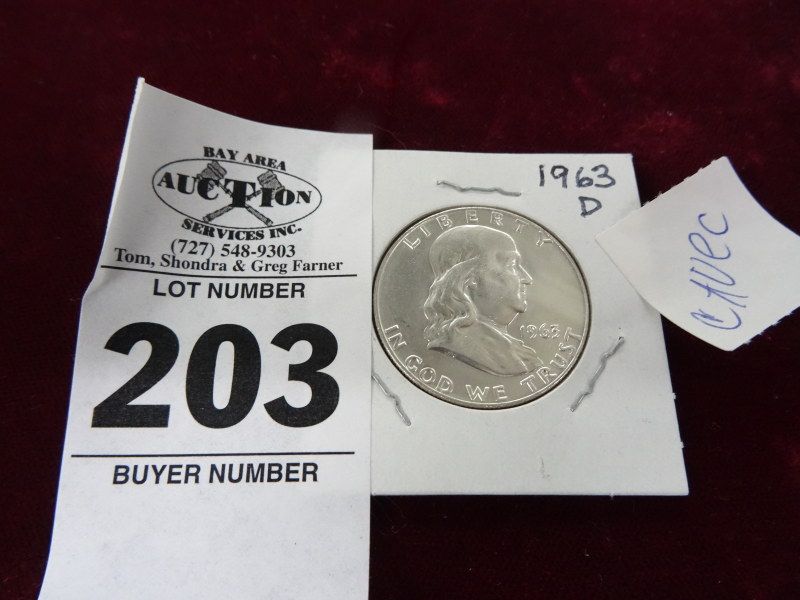 BAY AREA
AUCTION
SERVICES INC.
(727) 548-9303
Tom, Shondra & Greg Farner
LOT NUMBER
203
BUYER NUMBER
1963
D
LIBERTY
1963
IN GOD WE TRUST